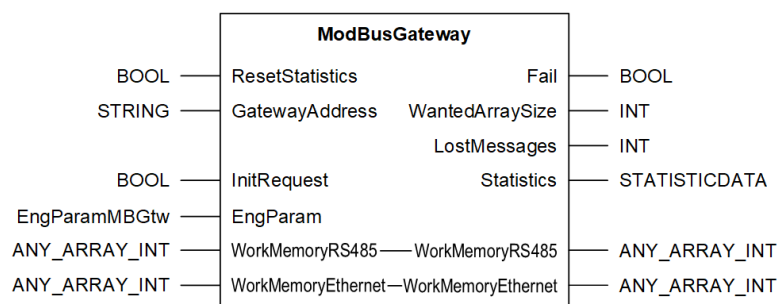 ModBusGateway
BOOL ResetStatistics Fail BOOL
STRING GatewayAddress WantedArraySize INT
LostMessages INT
BOOL InitRequest Statistics STATISTICDATA
EngParamMBGtw EngParam
ANY_ARRAY_INT WorkMemoryRS485 WorkMemoryRS485 ANY_ARRAY_INT
ANY_ARRAY_INT WorkMemoryEthernet WorkMemoryEthernet ANY_ARRAY_INT